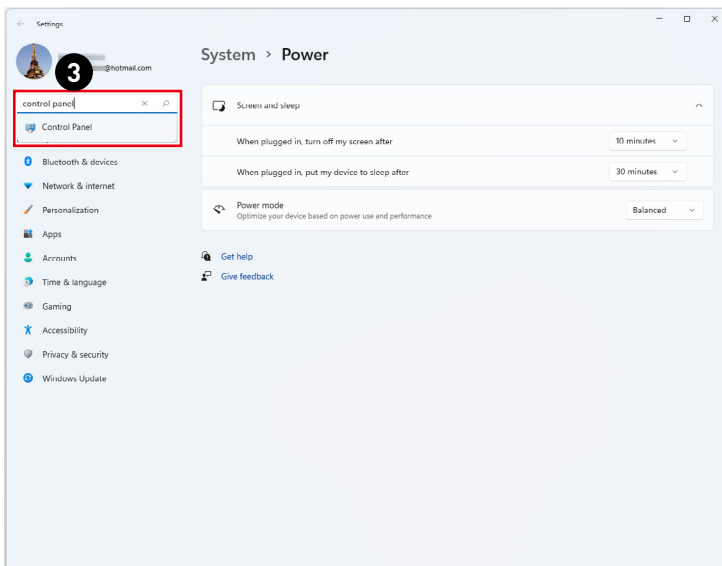 Settings
@hotmail.com
3
control panel
Control Panel
Bluetooth & devices
Network & internet
Personalization
Apps
Accounts
Time & language
Gaming
Accessibility
Privacy & security
Windows Update
System > Power
Screen and sleep
When plugged in, turn off my screen after
10 minutes
When plugged in, put my device to sleep after
30 minutes
Power mode
Optimize your device based on power use and performance
Balanced
Get help
Give feedback